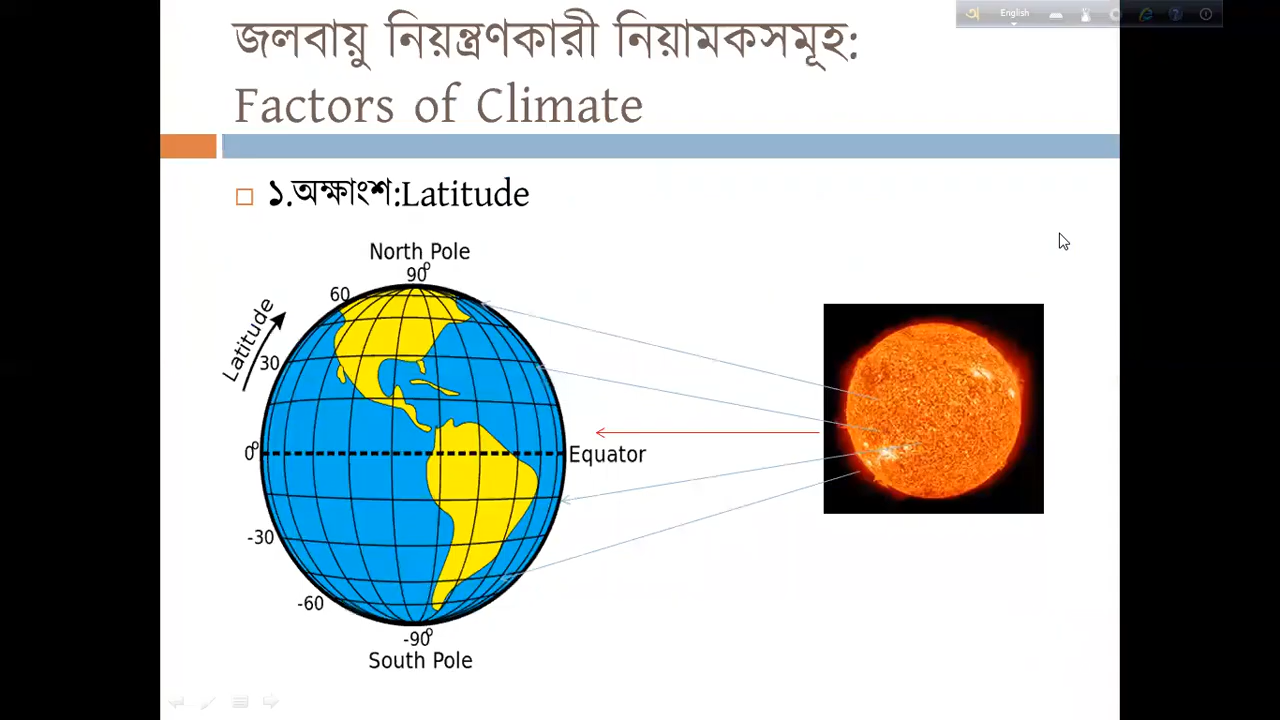 English
জলবায়ু নিয়ন্ত্রণকারী নিয়ামকসমূহ:
Factors of Climate
১.অক্ষাংশ:Latitude
North Pole
90⁰
60
Latitude
30
0⁰
Equator
-30
-60
-90⁰
South Pole